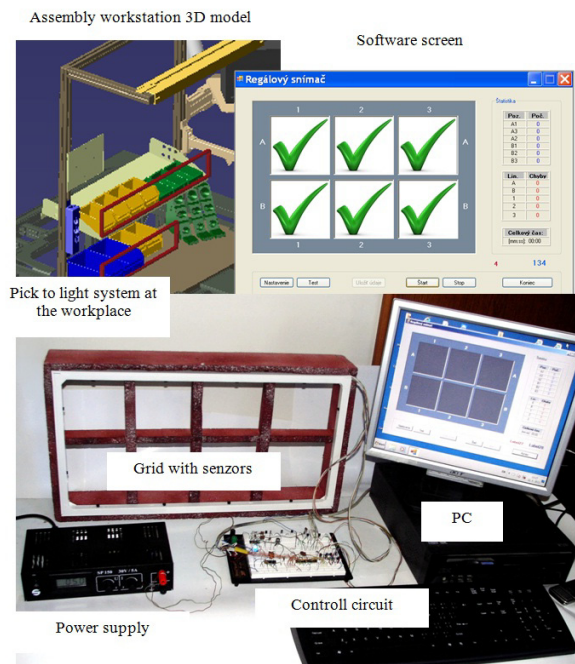 Assembly workstation 3D model
Software screen
Regálový snímač
Štatistika
1 2 3
A A
B B
1 2 3
Poz. Poč.
A1 0
A3 0
A2 0
B1 0
B2 0
B3 0
Lin. Chyby
A 0
B 0
1 0
2 0
3 0
Celkový čas:
[mm:ss] 00:00
4 134
Nastavenie Test Uložiť údaje Štart Stop Koniec
Pick to light system at
the workplace
Grid with senzors
PC
Controll circuit
Power supply